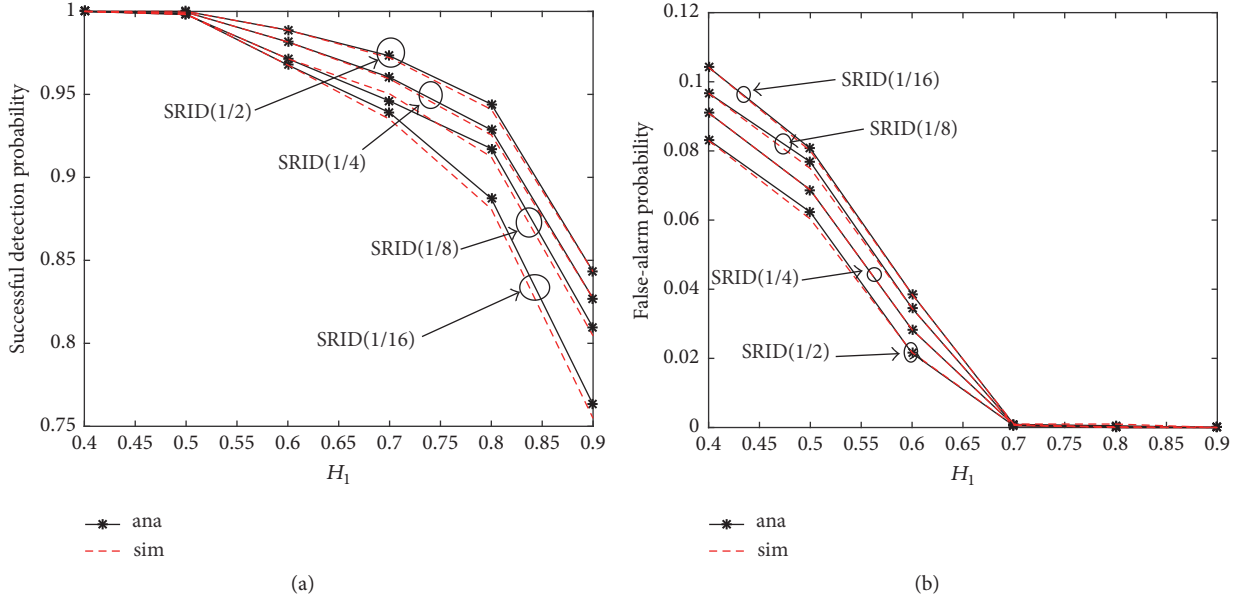 Successful detection probability
1
0.95
0.9
0.85
0.8
0.75
SRID(1/2)
SRID(1/4)
SRID(1/8)
SRID(1/16)
0.4 0.5 0.5 0.6 0.6 0.7 0.7 0.8 0.8 0.85 0.9
H1
ana
sim
(a)
False-alarm probability
0.12
0.1
0.08
0.06
0.04
0.02
0
SRID(1/16)
SRID(1/8)
SRID(1/4)
SRID(1/2)
0.4 0.45 0.5 0.55 0.6 0.65 0.7 0.75 0.8 0.85 0.9
H1
ana
sim
(b)